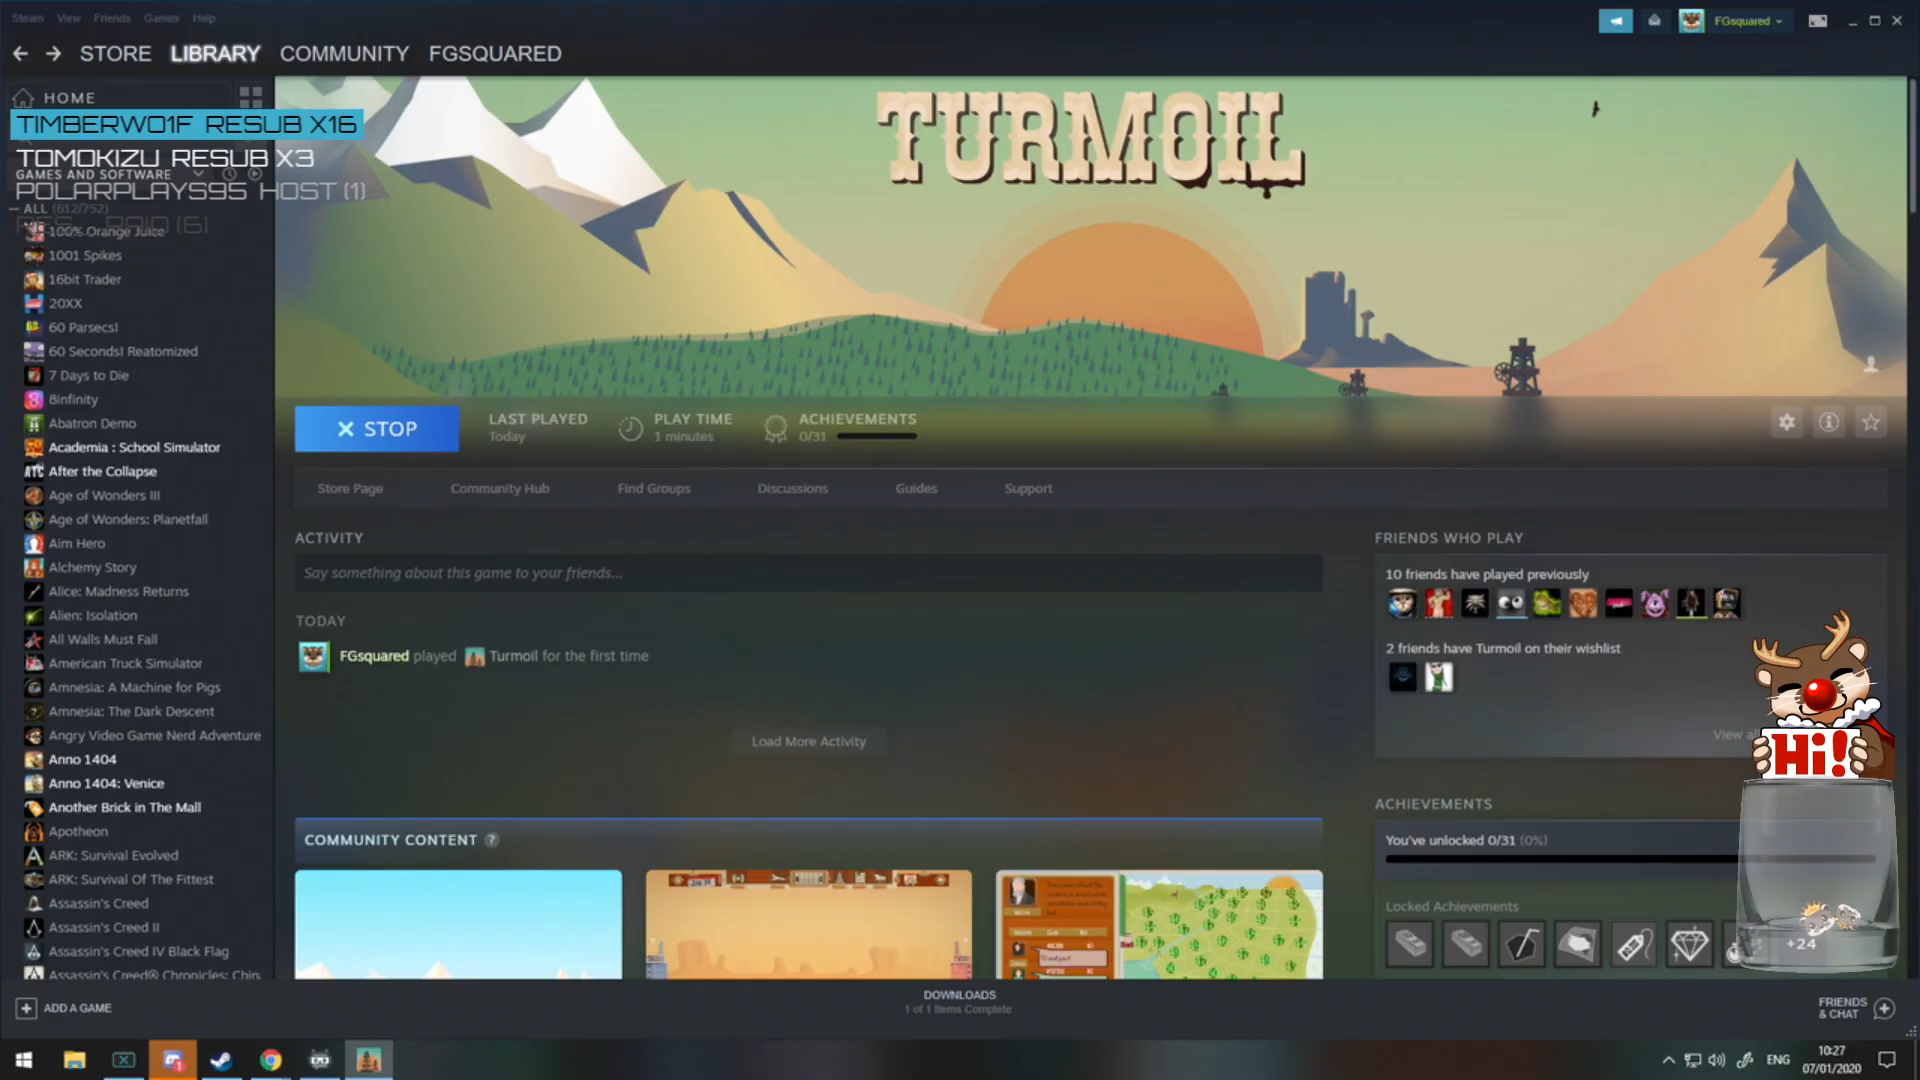 Steam View Friends Games Help
FGsquared
STORE LIBRARY COMMUNITY FGSQUARED
HOME
TIMBERWO1F RESUB X16
TOMOKIZU RESUB X3
GAMES AND SOFTWARE
POLARPLAYS95 HOST (1)
ALL (612/752)
RAID (6)
100% Orange Juice
1001 Spikes
16bit Trader
20XX
60 Parsecs!
60 Seconds! Reatomized
7 Days to Die
8infinity
Abatron Demo
Academia : School Simulator
After the Collapse
Age of Wonders III
Age of Wonders: Planetfall
Aim Hero
Alchemy Story
Alice: Madness Returns
Alien: Isolation
All Walls Must Fall
American Truck Simulator
Amnesia: A Machine for Pigs
Amnesia: The Dark Descent
Angry Video Game Nerd Adventure
Anno 1404
Anno 1404: Venice
Another Brick in The Mall
Apotheon
ARK: Survival Evolved
ARK: Survival Of The Fittest
Assassin's Creed
Assassin's Creed II
Assassin's Creed IV Black Flag
Assassin's Creed® Chronicles:
ADD A GAME
TURMOIL
STOP
LAST PLAYED
Today
PLAY TIME
1 minutes
ACHIEVEMENTS
0/31
Store Page Community Hub Find Groups Discussions Guides Support
ACTIVITY
Say something about this game to your friends...
TODAY
FGsquared played Turmoil for the first time
Load More Activity
COMMUNITY CONTENT ?
FRIENDS WHO PLAY
10 friends have played previously
2 friends have Turmoil on their wishlist
View
Hi!
ACHIEVEMENTS
You've unlocked 0/31 (0%)
Locked Achievements
+24
DOWNLOADS
1 of 1 Items Complete
FRIENDS
& CHAT
ENG
10:27
07/01/2020